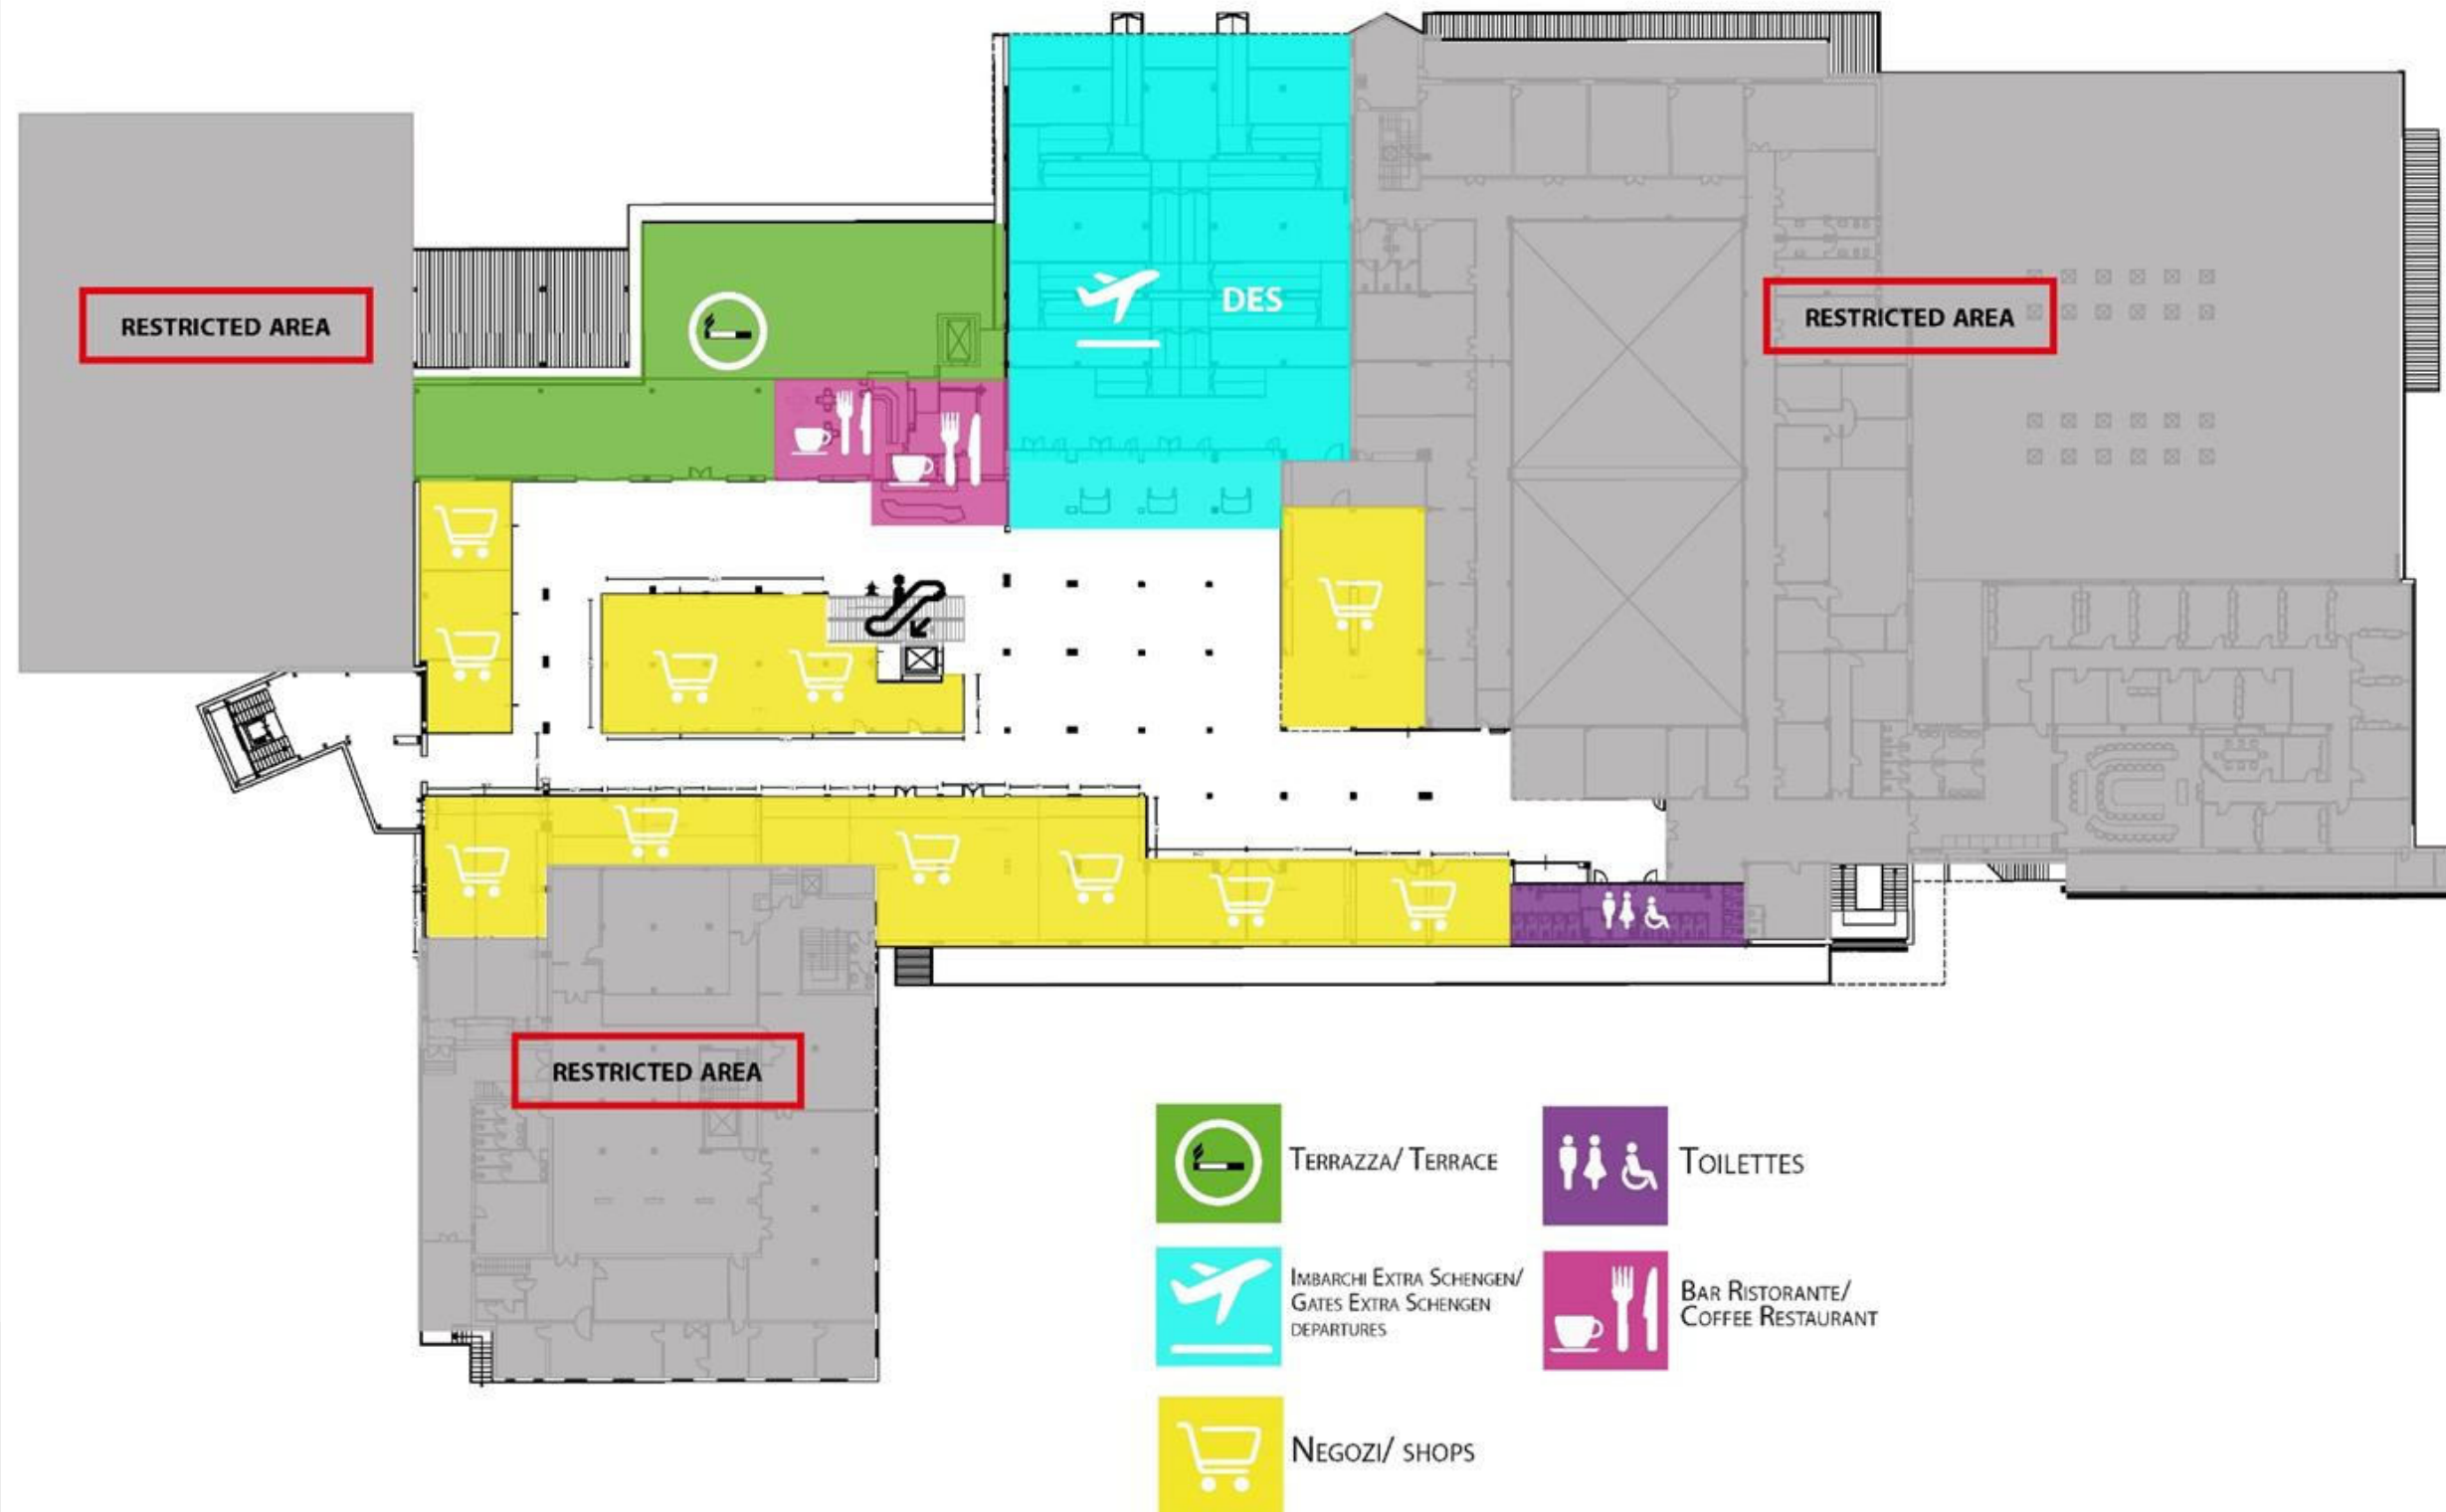 RESTRICTED AREA
DES
RESTRICTED AREA
RESTRICTED AREA
TERRAZZA/ TERRACE
TOILETTES
IMBARCHI EXTRA SCHENGEN/
GATES EXTRA SCHENGEN
DEPARTURES
BAR RISTORANTE/
COFFEE RESTAURANT
NEGOZI/ SHOPS